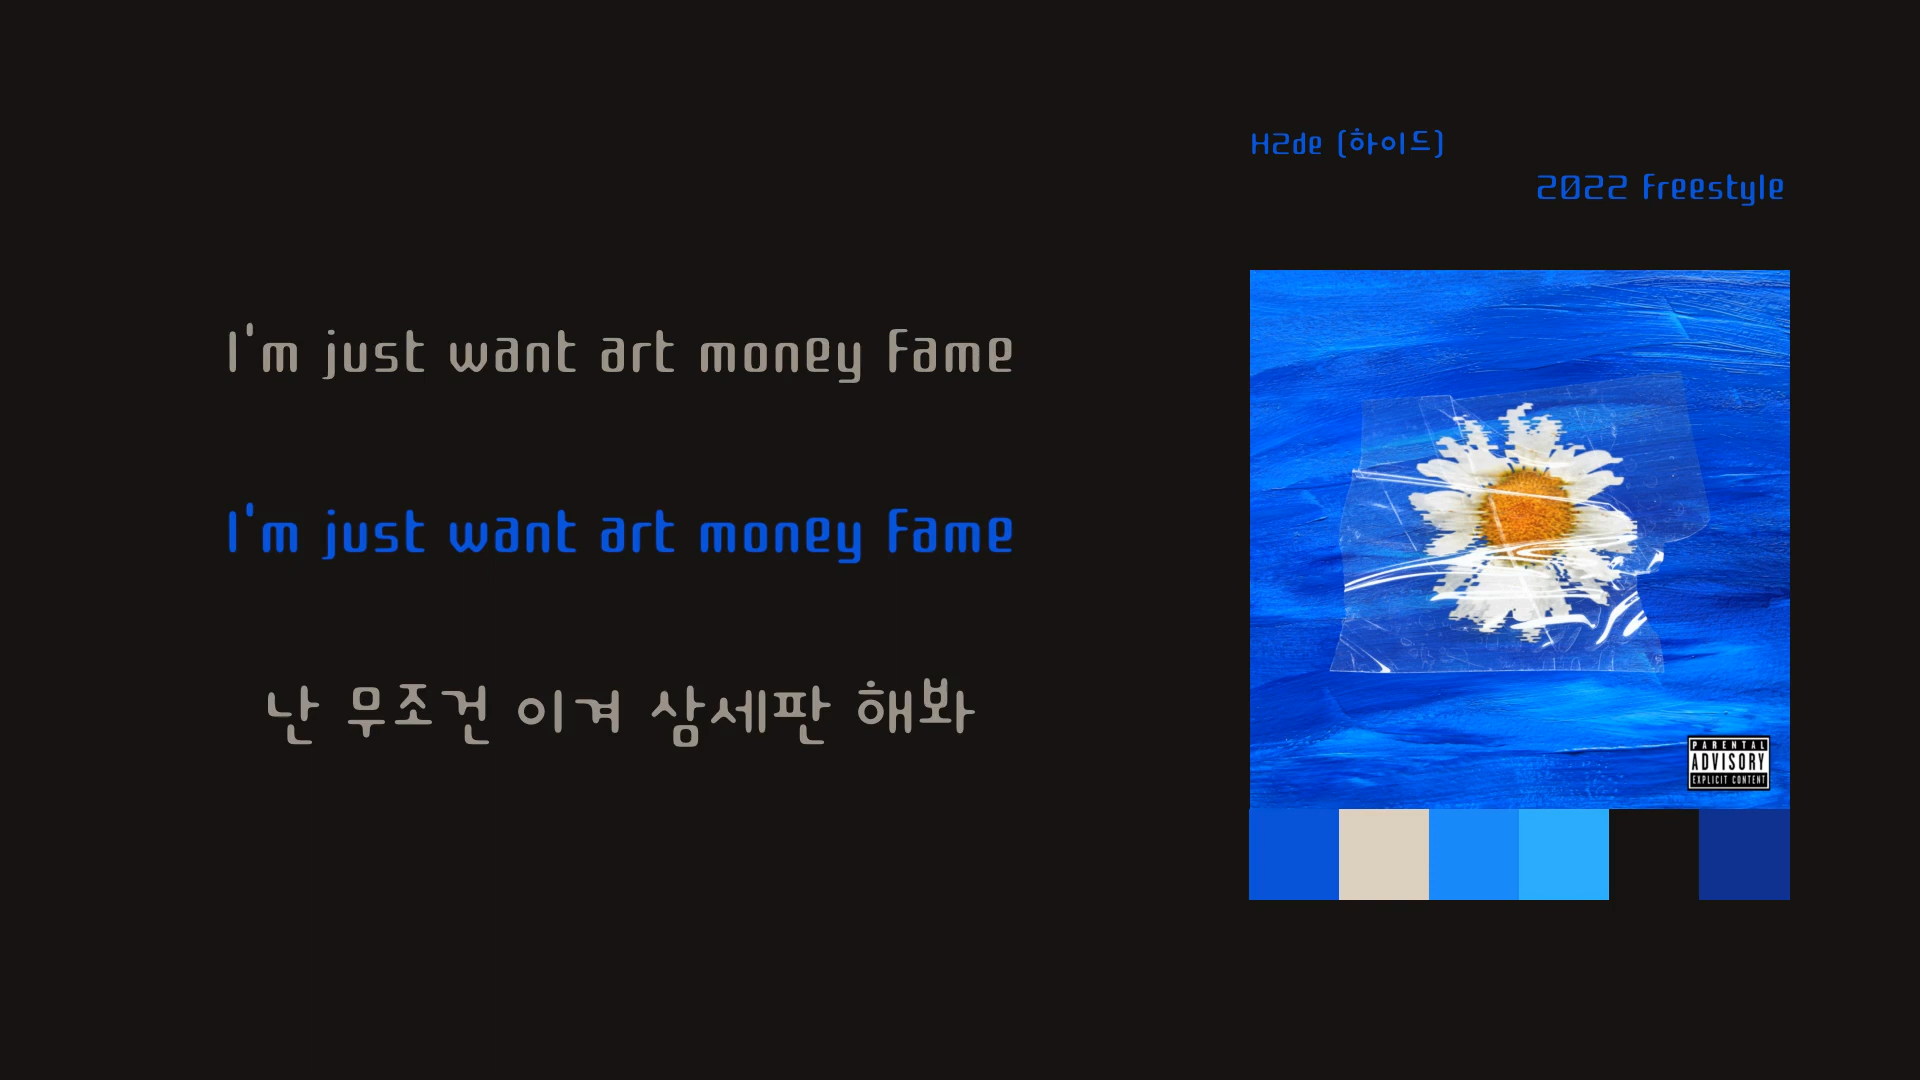 H2de (하이드)
2022 Freestyle
I'm just want art money fame
I'm just want art money fame
난 무조건 이겨 삼세판 해봐
PARENTAL
ADVISORY
EXPLICIT CONTENT